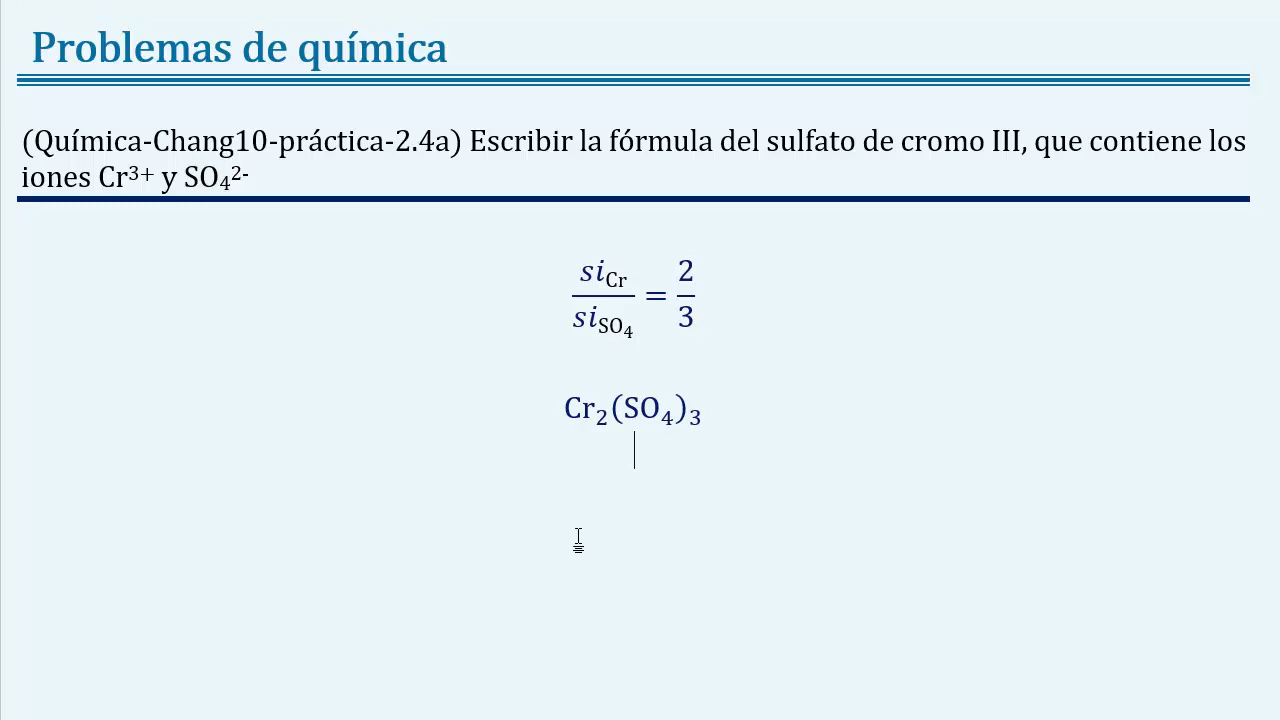 Problemas de química
(Química-Chang10-práctica-2.4a) Escribir la fórmula del sulfato de cromo III, que contiene los
iones Cr³⁺ y SO₄²⁻
si_Cr / si_SO₄ = 2/3
Cr₂(SO₄)₃